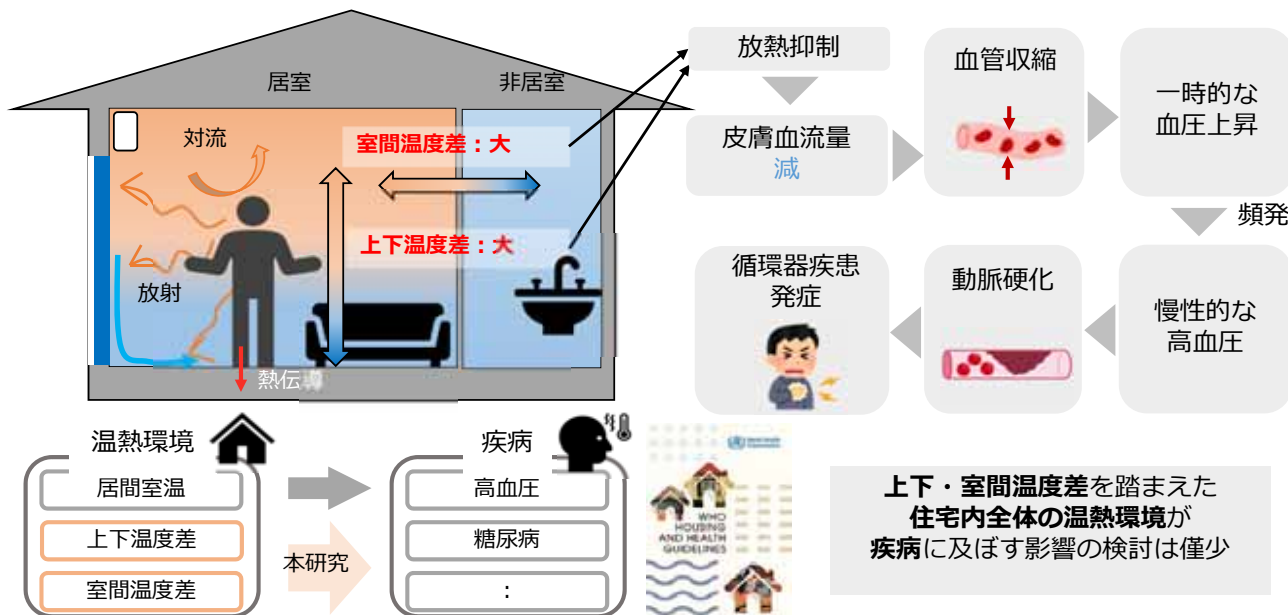 居室
非居室
対流
室間温度差：大
上下温度差：大
放射
熱伝導
放熱抑制
皮膚血流量
減
血管収縮
一時的な
血圧上昇
頻発
慢性的な
高血圧
動脈硬化
循環器疾患
発症
温熱環境
居間室温
上下温度差
室間温度差
本研究
疾病
高血圧
糖尿病
：
World Health
Organization
WHO
HOUSING
AND HEALTH
GUIDELINES
上下・室間温度差を踏まえた
住宅内全体の温熱環境が
疾病に及ぼす影響の検討は僅少